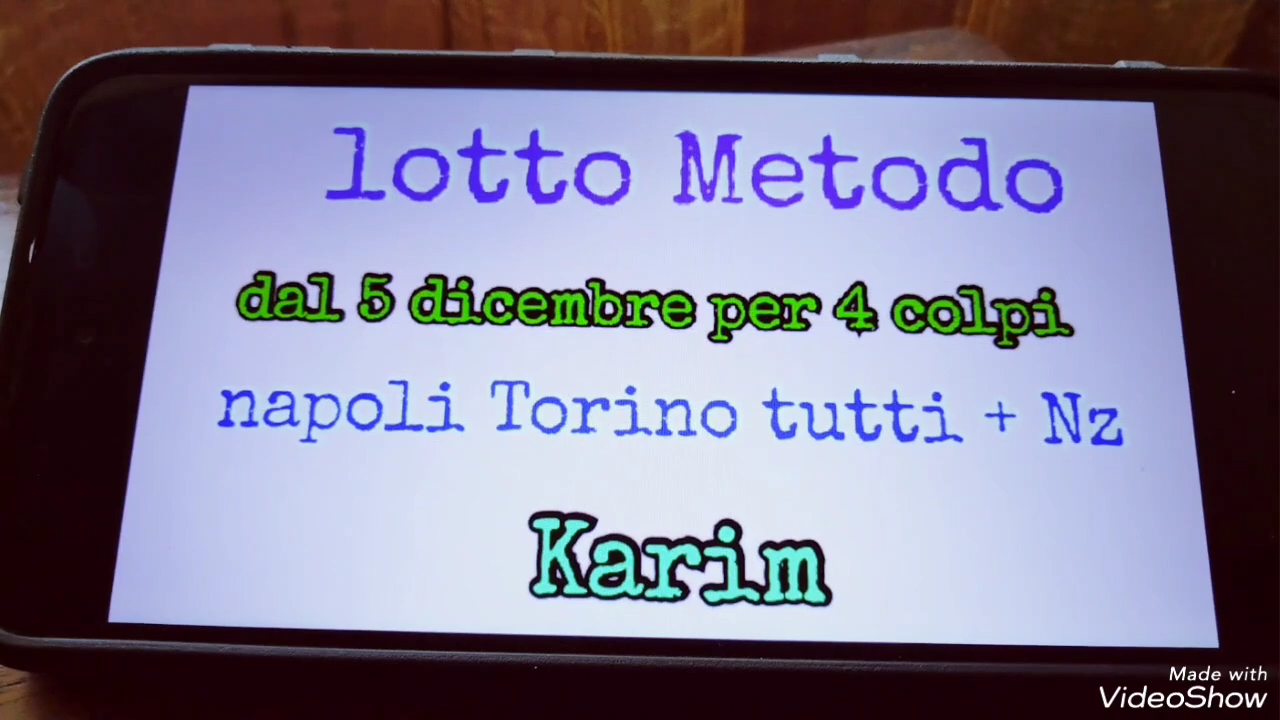 lotto Metodo
dal 5 dicembre per 4 colpi
napoli Torino tutti + Nz
Karim
Made with
VideoShow